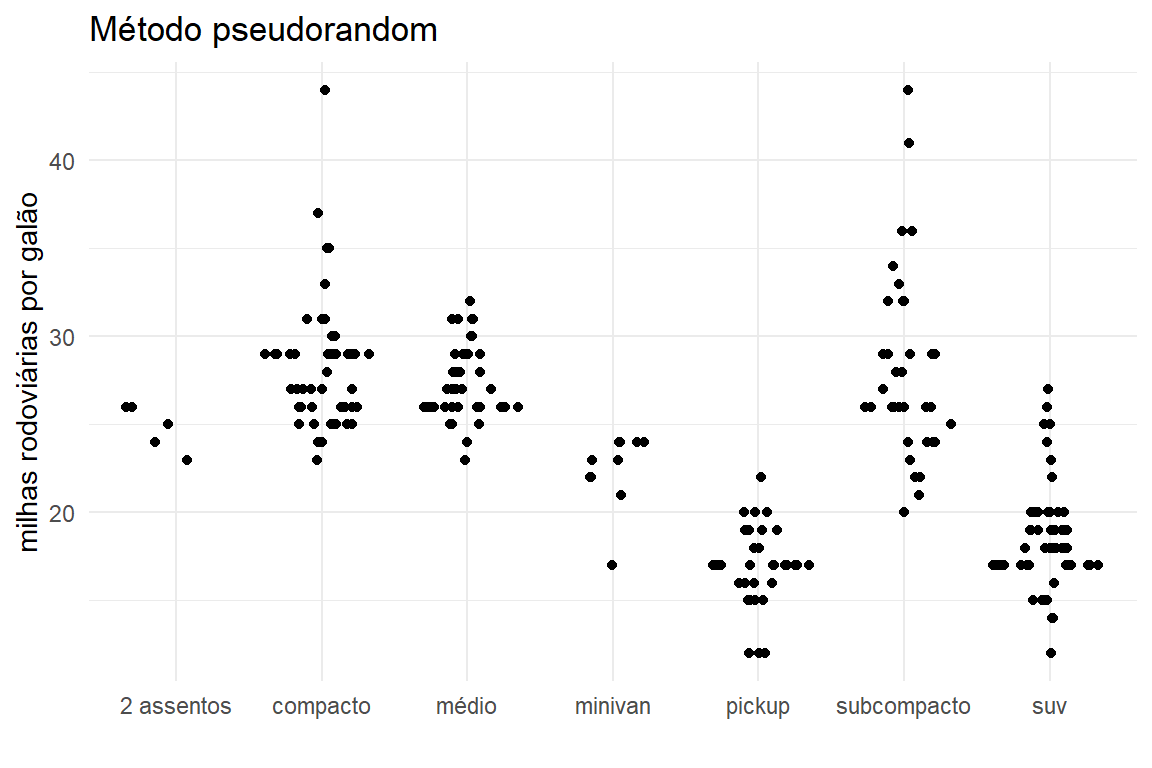 Método pseudorandom
milhas rodoviárias por galão
40
30
20
2 assentos
compacto
médio
minivan
pickup
subcompacto
suv